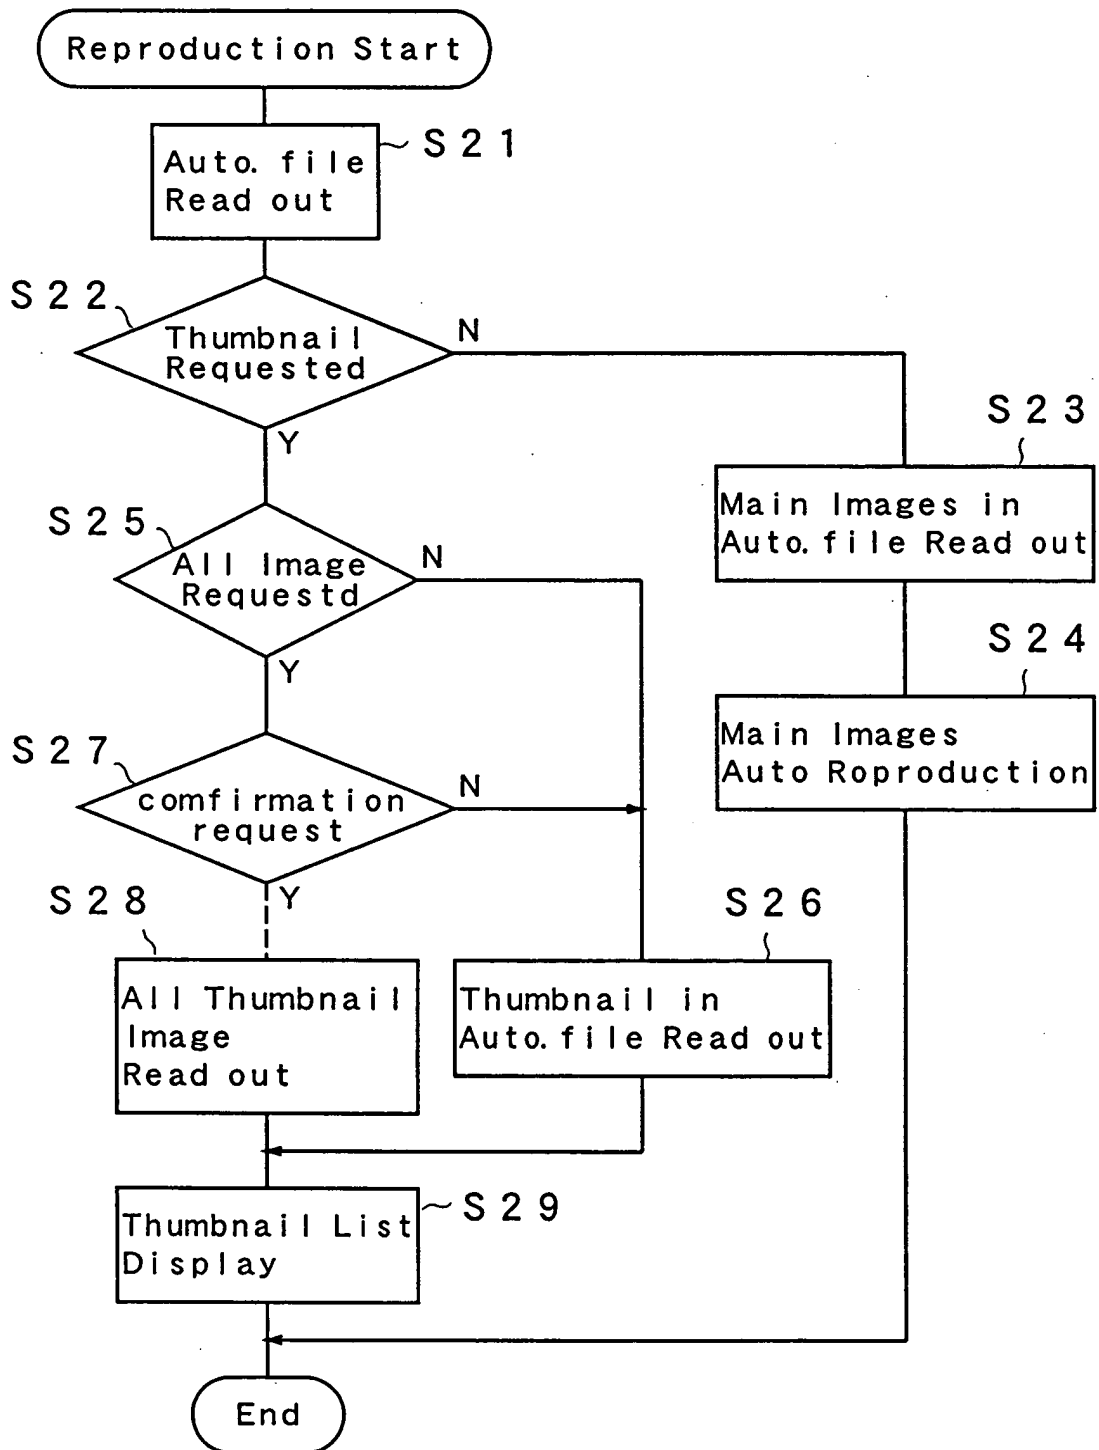 Reproduction Start
S21
Auto. file
Read out
S22
Thumbnail
Requested
N
Y
S23
Main Images in
Auto.file Read out
S25
All Image
Requestd
N
Y
S24
Main Images
Auto Roproduction
S27
comfirmation
request
N
Y
S28
All Thumbnail
Image
Read out
S26
Thumbnail in
Auto.file Read out
S29
Thumbnail List
Display
End